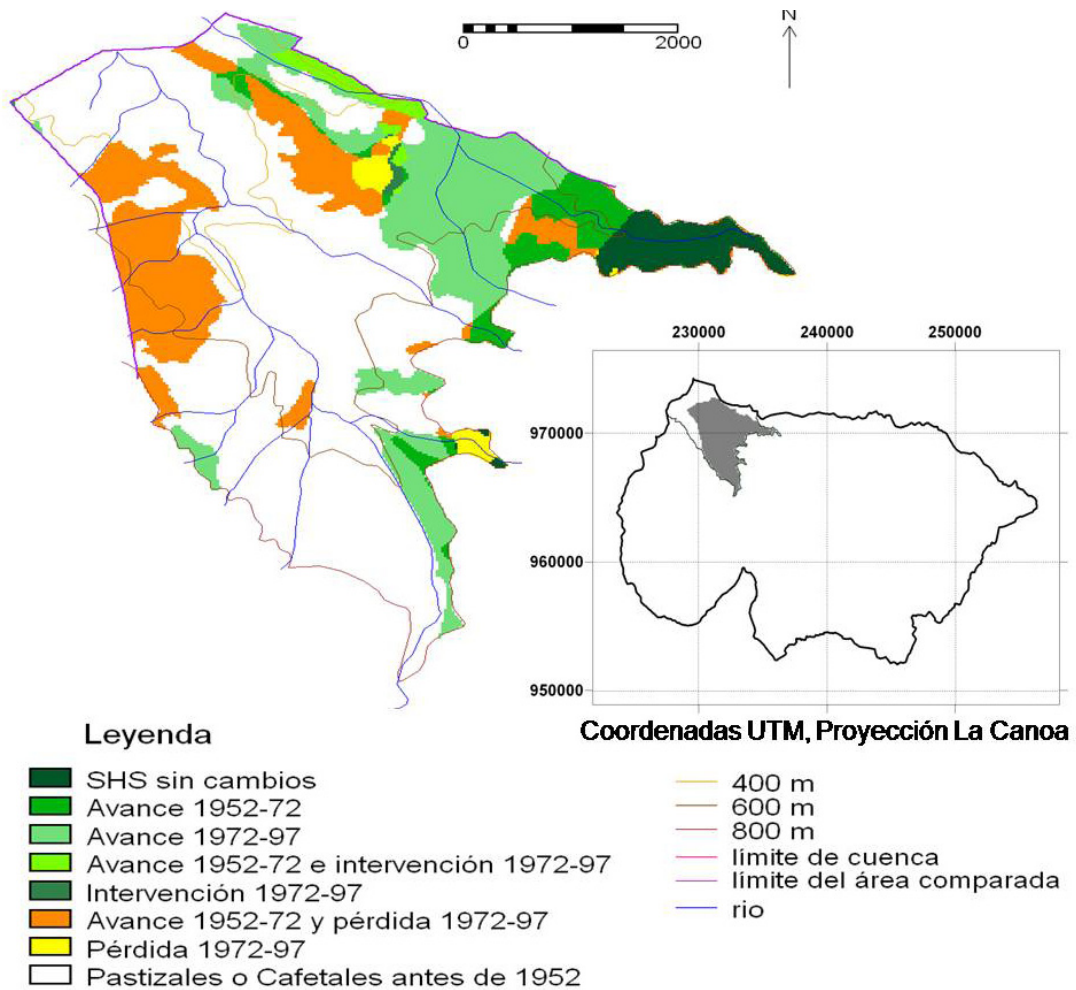 N
0 2000
230000 240000 250000
970000
960000
950000
Coordenadas UTM, Proyección La Canoa
Leyenda
SHS sin cambios
Avance 1952-72
Avance 1972-97
Avance 1952-72 e intervención 1972-97
Intervención 1972-97
Avance 1952-72 y pérdida 1972-97
Pérdida 1972-97
Pastizales o Cafetales antes de 1952
400 m
600 m
800 m
límite de cuenca
límite del área comparada
rio